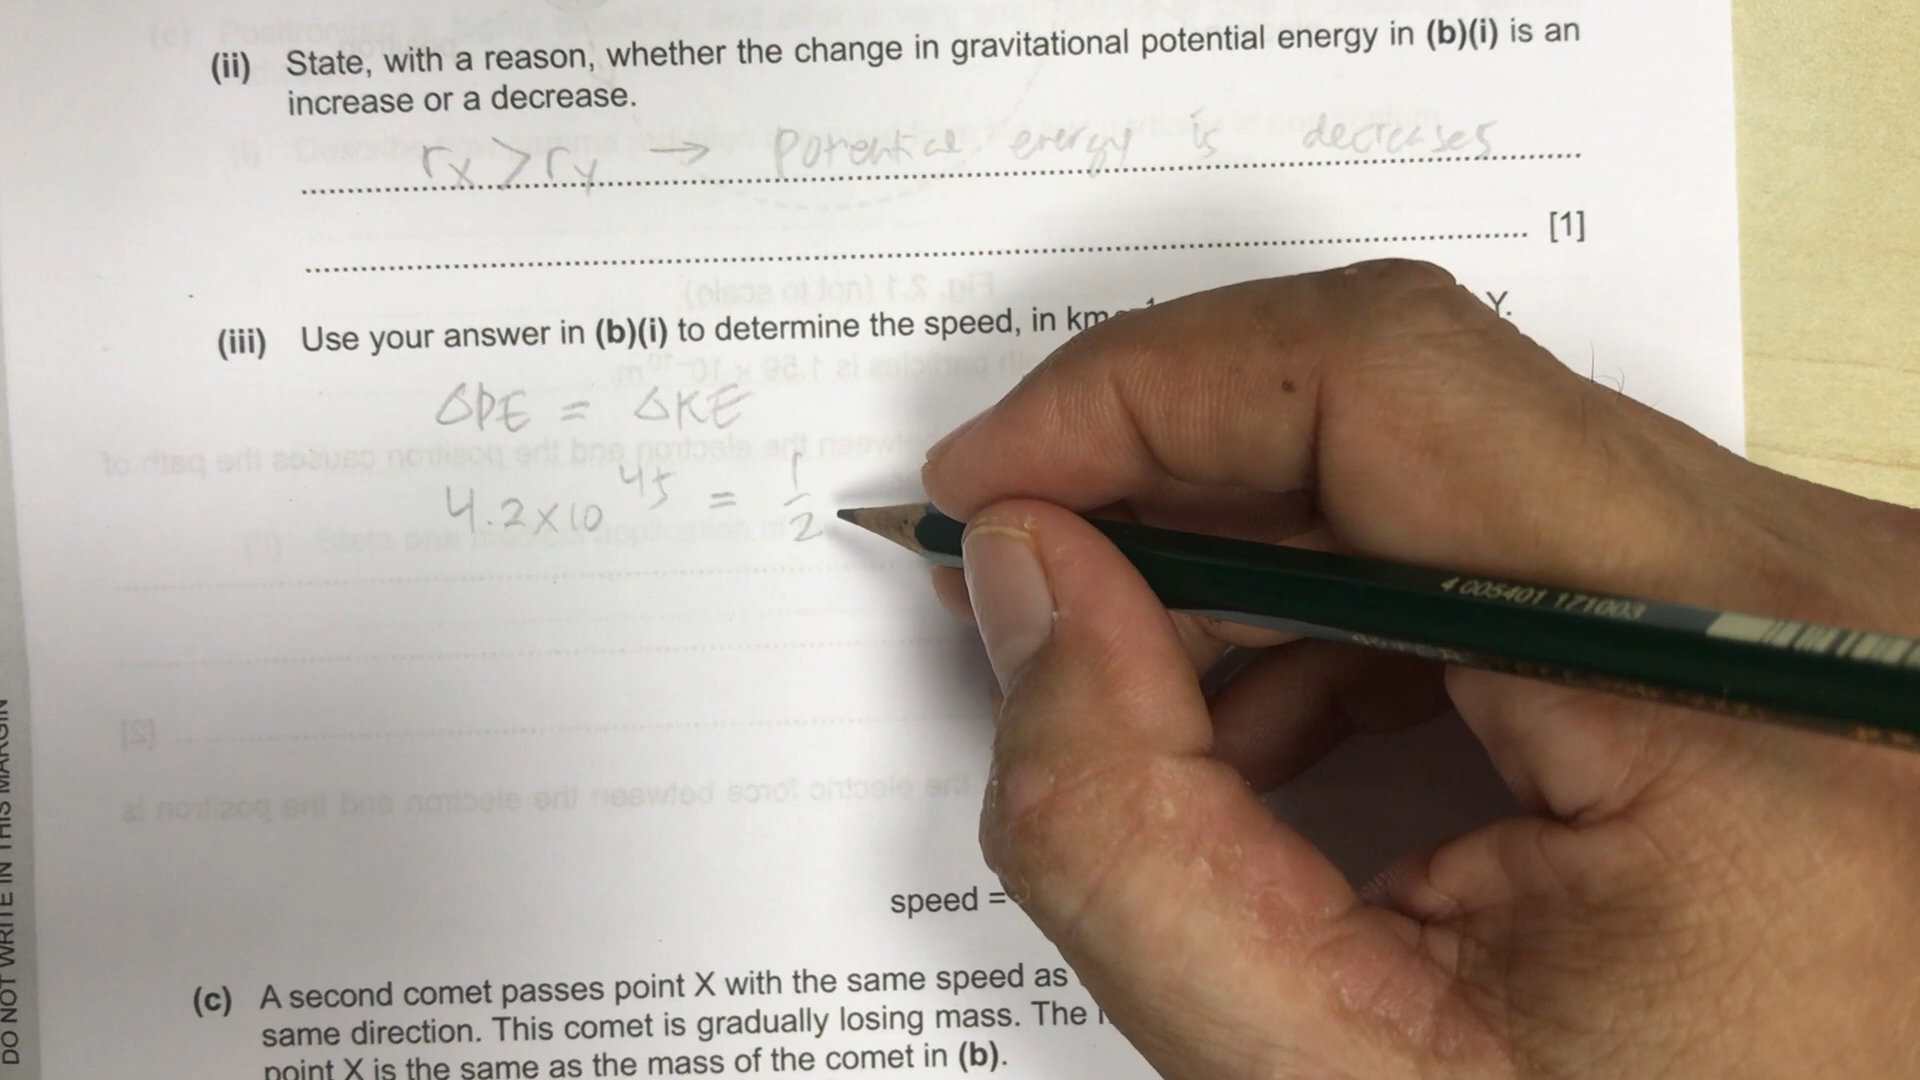 (ii) State, with a reason, whether the change in gravitational potential energy in (b)(i) is an
increase or a decrease.
rx > ry → Potential energy is decreases
[1]
(iii) Use your answer in (b)(i) to determine the speed, in km Y.
ΔPE = ΔKE
4.2×10^45 = 1/2
4 005401 171003
speed =
(c) A second comet passes point X with the same speed as
same direction. This comet is gradually losing mass. The
point X is the same as the mass of the comet in (b).
DO NOT WRITE IN THIS MARGIN